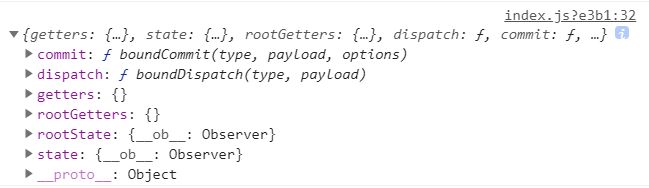 index.js?e3b1:32
▼{getters: {…}, state: {…}, rootGetters: {…}, dispatch: ƒ, commit: ƒ, …} i
▶commit: ƒ boundCommit(type, payload, options)
▶dispatch: ƒ boundDispatch(type, payload)
▶getters: {}
▶rootGetters: {}
▶rootState: {__ob__: Observer}
▶state: {__ob__: Observer}
▶__proto__: Object